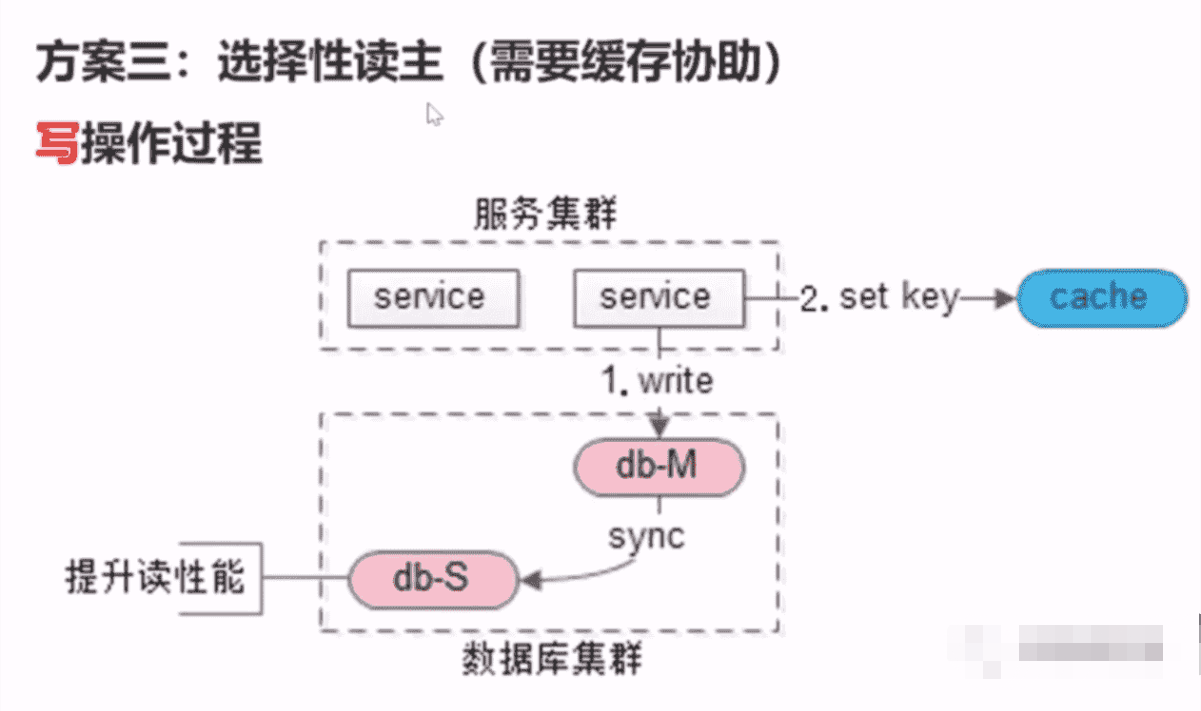 方案三：选择性读主（需要缓存协助）
写操作过程
服务集群
service
service
2. set key
cache
1. write
db-M
sync
提升读性能
db-S
数据库集群